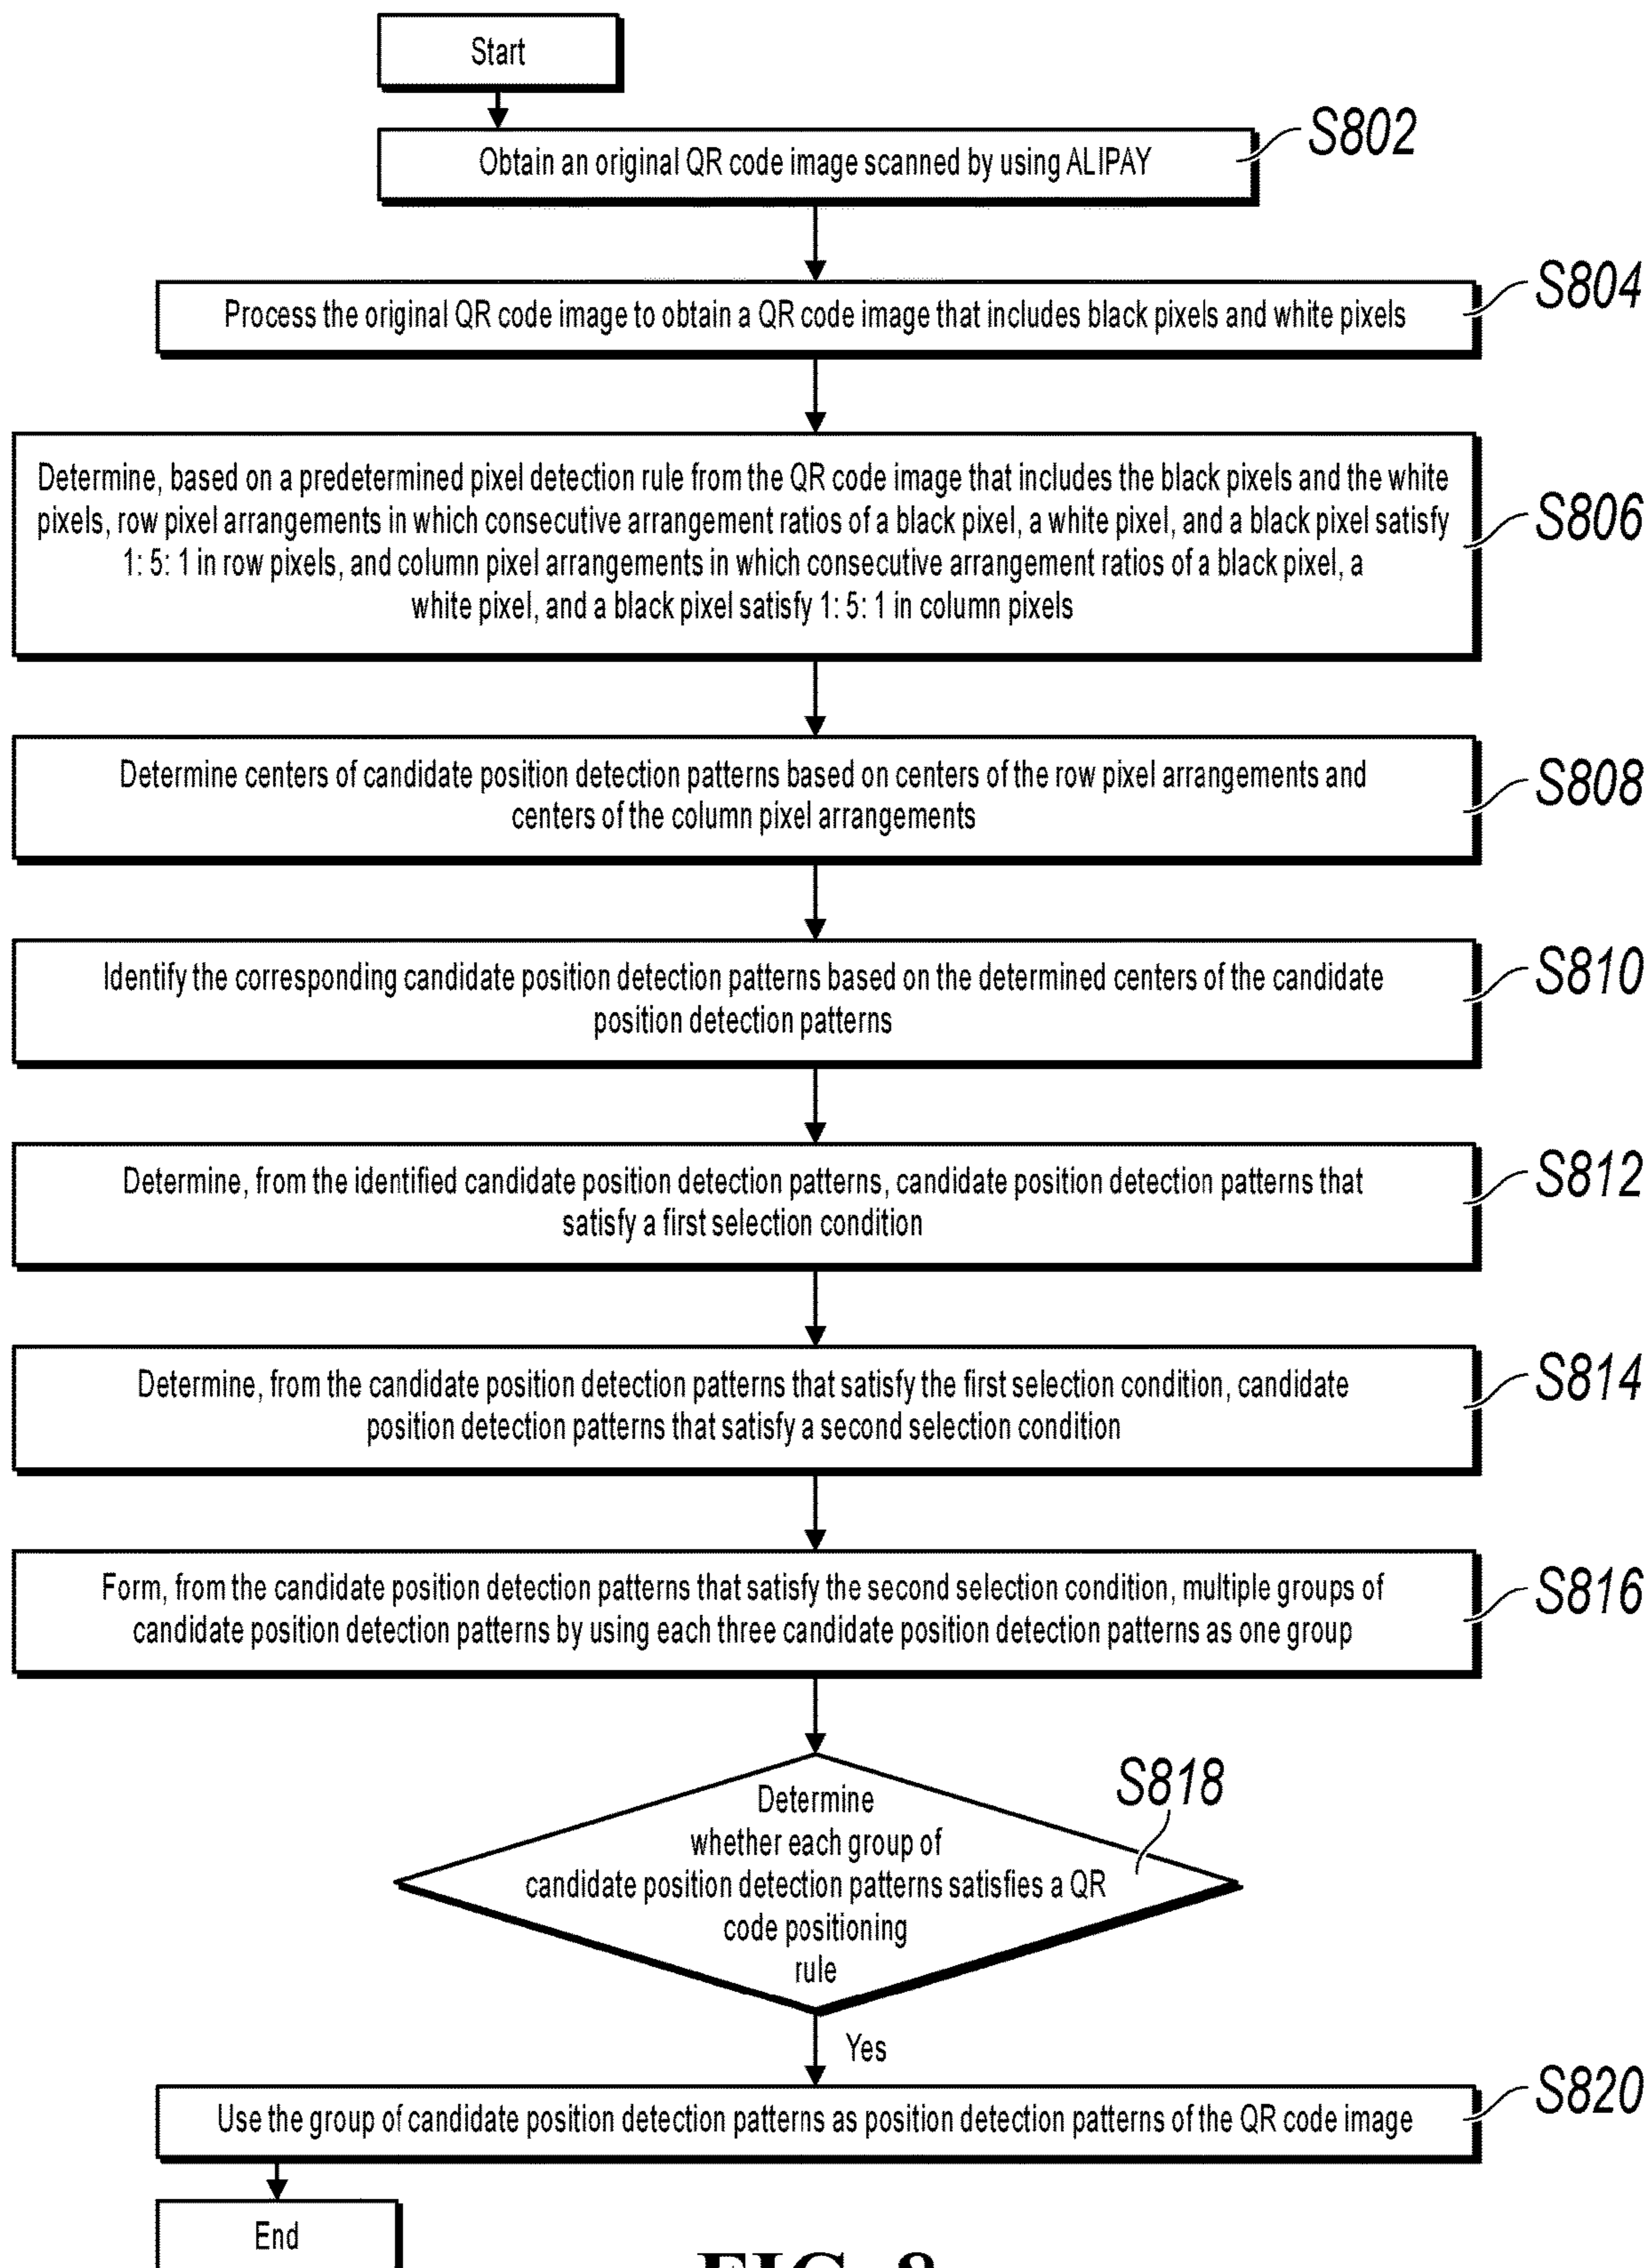 Start
Obtain an original QR code image scanned by using ALIPAY
S802
Process the original QR code image to obtain a QR code image that includes black pixels and white pixels
S804
Determine, based on a predetermined pixel detection rule from the QR code image that includes the black pixels and the white
pixels, row pixel arrangements in which consecutive arrangement ratios of a black pixel, a white pixel, and a black pixel satisfy
1: 5: 1 in row pixels, and column pixel arrangements in which consecutive arrangement ratios of a black pixel, a
white pixel, and a black pixel satisfy 1: 5: 1 in column pixels
S806
Determine centers of candidate position detection patterns based on centers of the row pixel arrangements and
centers of the column pixel arrangements
S808
Identify the corresponding candidate position detection patterns based on the determined centers of the candidate
position detection patterns
S810
Determine, from the identified candidate position detection patterns, candidate position detection patterns that
satisfy a first selection condition
S812
Determine, from the candidate position detection patterns that satisfy the first selection condition, candidate
position detection patterns that satisfy a second selection condition
S814
Form, from the candidate position detection patterns that satisfy the second selection condition, multiple groups of
candidate position detection patterns by using each three candidate position detection patterns as one group
S816
Determine
whether each group of
candidate position detection patterns satisfies a QR
code positioning
rule
S818
Yes
Use the group of candidate position detection patterns as position detection patterns of the QR code image
S820
End
FIG. 8